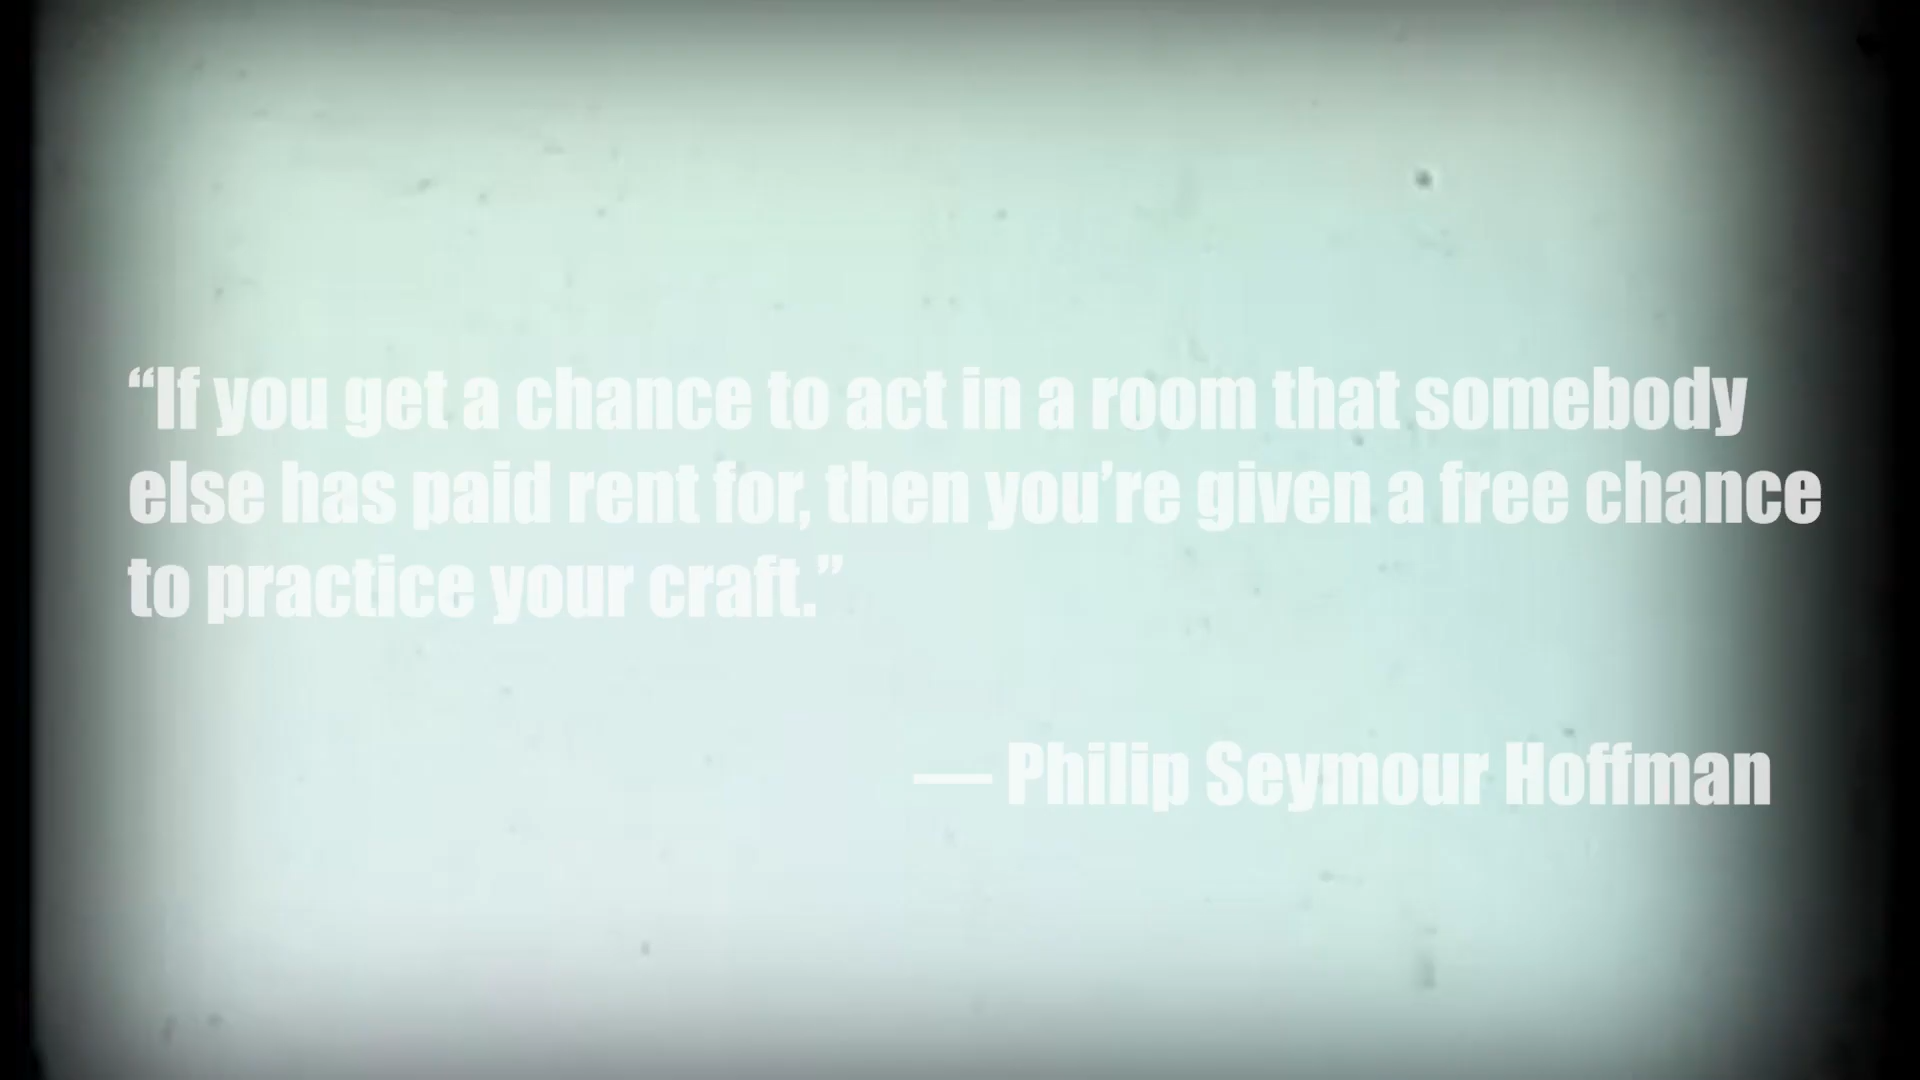 “If you get a chance to act in a room that somebody
else has paid rent for, then you’re given a free chance
to practice your craft.”
— Philip Seymour Hoffman